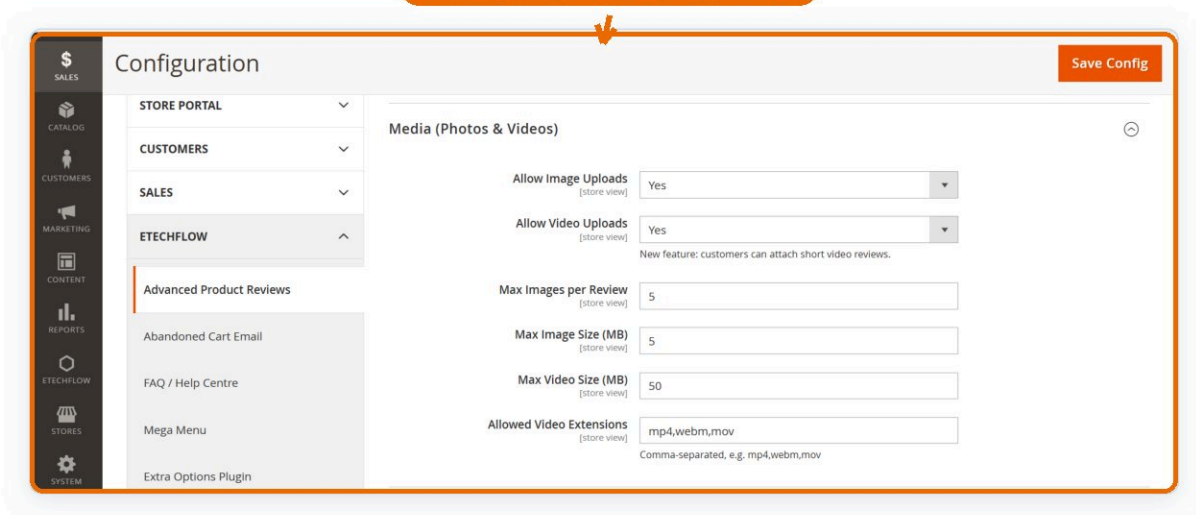 $
SALES
CATALOG
CUSTOMERS
MARKETING
CONTENT
REPORTS
ETECHFLOW
STORES
SYSTEM
Configuration
Save Config
STORE PORTAL
CUSTOMERS
SALES
ETECHFLOW
Advanced Product Reviews
Abandoned Cart Email
FAQ / Help Centre
Mega Menu
Extra Options Plugin
Media (Photos & Videos)
Allow Image Uploads
[store view]
Yes
Allow Video Uploads
[store view]
Yes
New feature: customers can attach short video reviews.
Max Images per Review
[store view]
5
Max Image Size (MB)
[store view]
5
Max Video Size (MB)
[store view]
50
Allowed Video Extensions
[store view]
mp4,webm,mov
Comma-separated, e.g. mp4,webm,mov